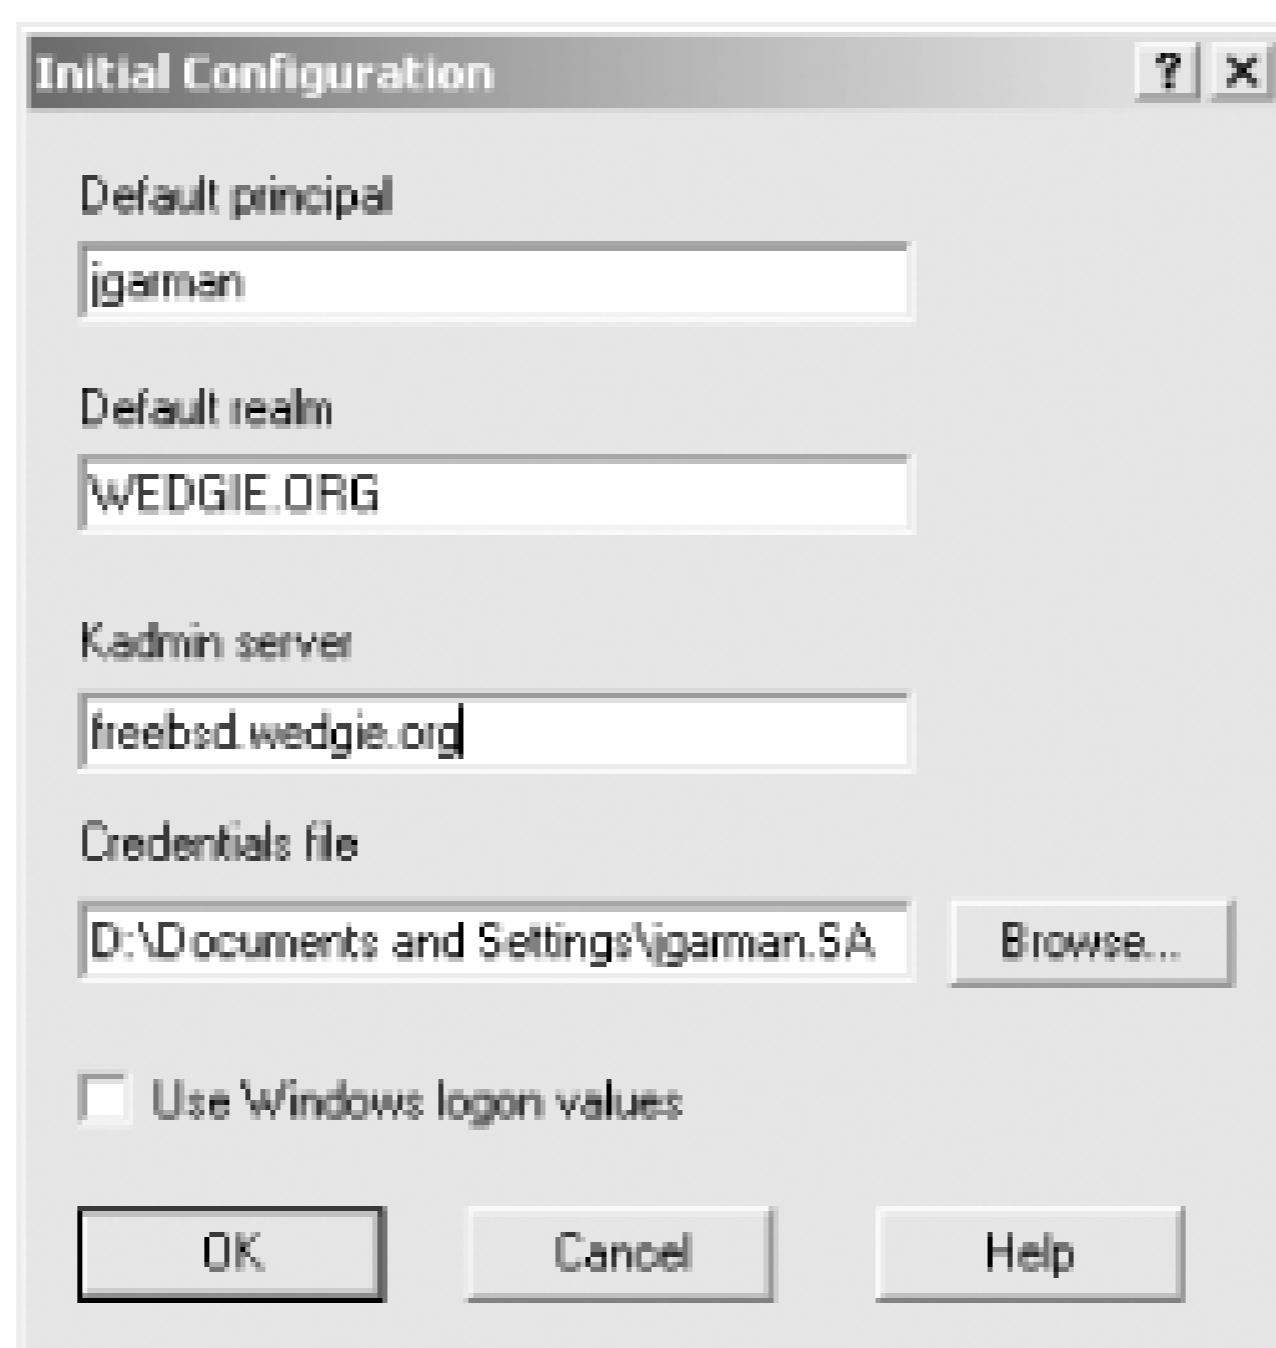 Initial Configuration ? X
Default principal
jgarman
Default realm
WEDGIE.ORG
Kadmin server
freebsd.wedgie.org
Credentials file
D:\Documents and Settings\jgarman.SA Browse...
Use Windows logon values
OK Cancel Help